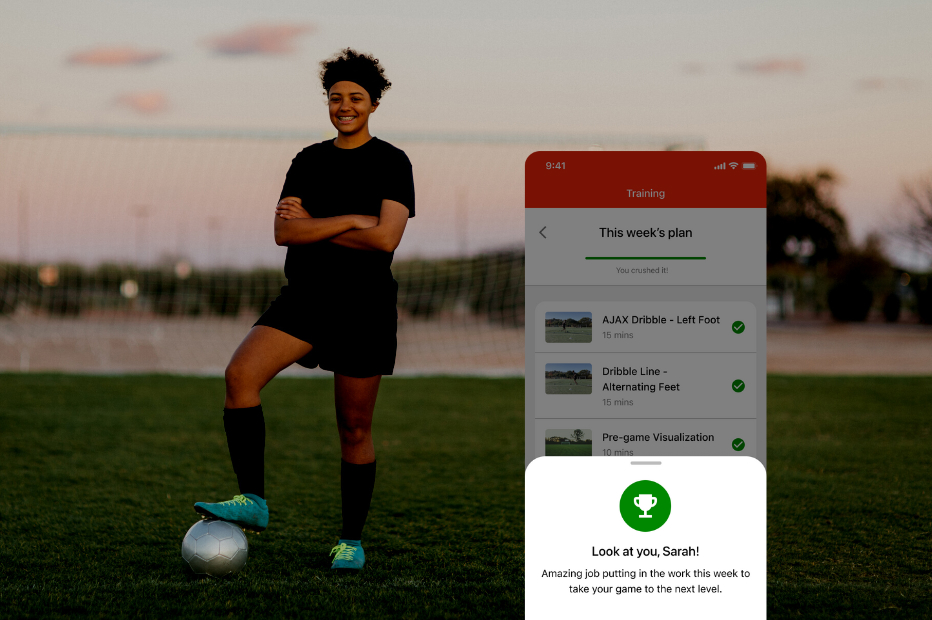 9:41
Training
This week's plan
You crushed it!
AJAX Dribble - Left Foot
15 mins
Dribble Line -
Alternating Feet
15 mins
Pre-game Visualization
10 mins
Look at you, Sarah!
Amazing job putting in the work this week to
take your game to the next level.